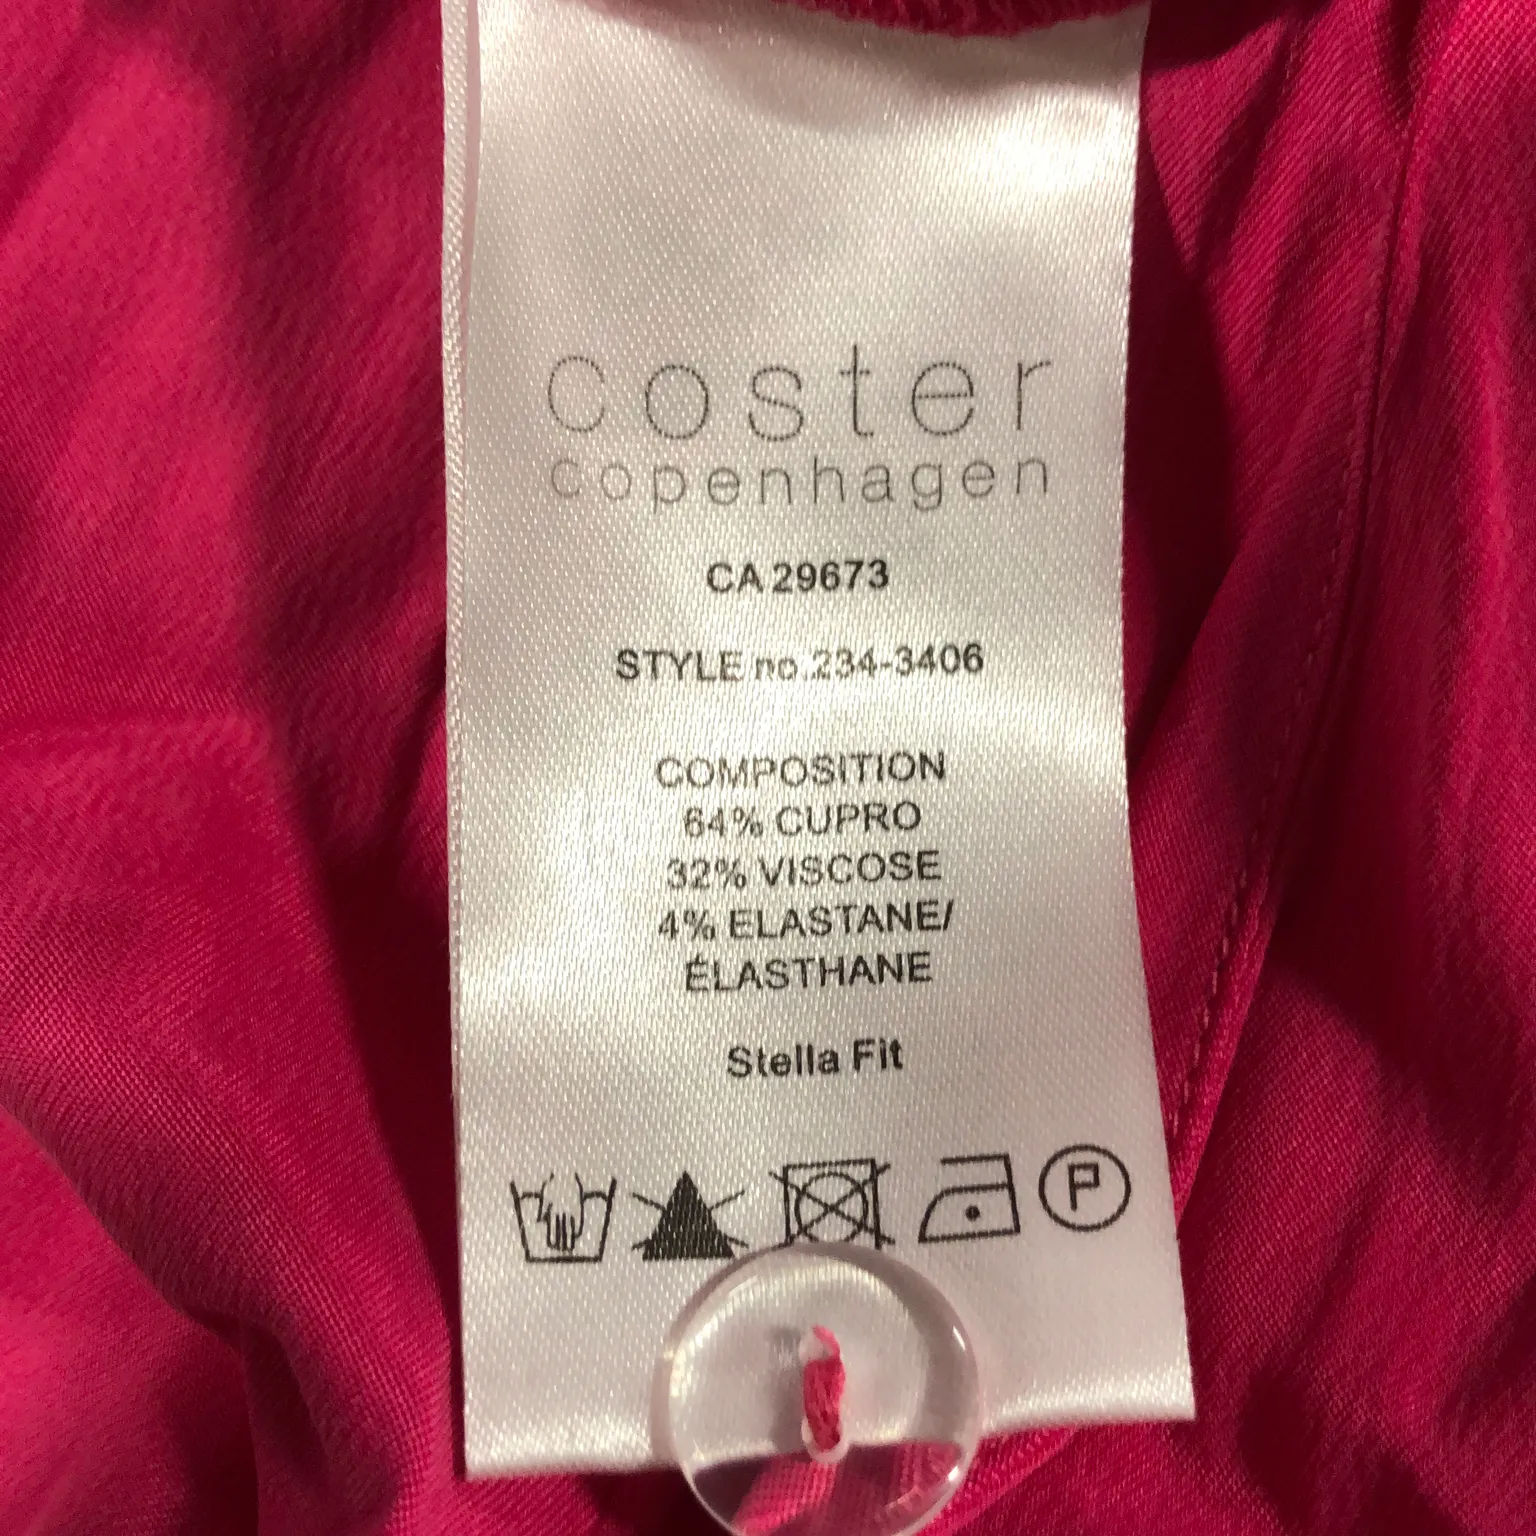 coster
copenhagen
CA 29673
STYLE no.234-3406
COMPOSITION
64% CUPRO
32% VISCOSE
4% ELASTANE/
ÉLASTHANE
Stella Fit
P